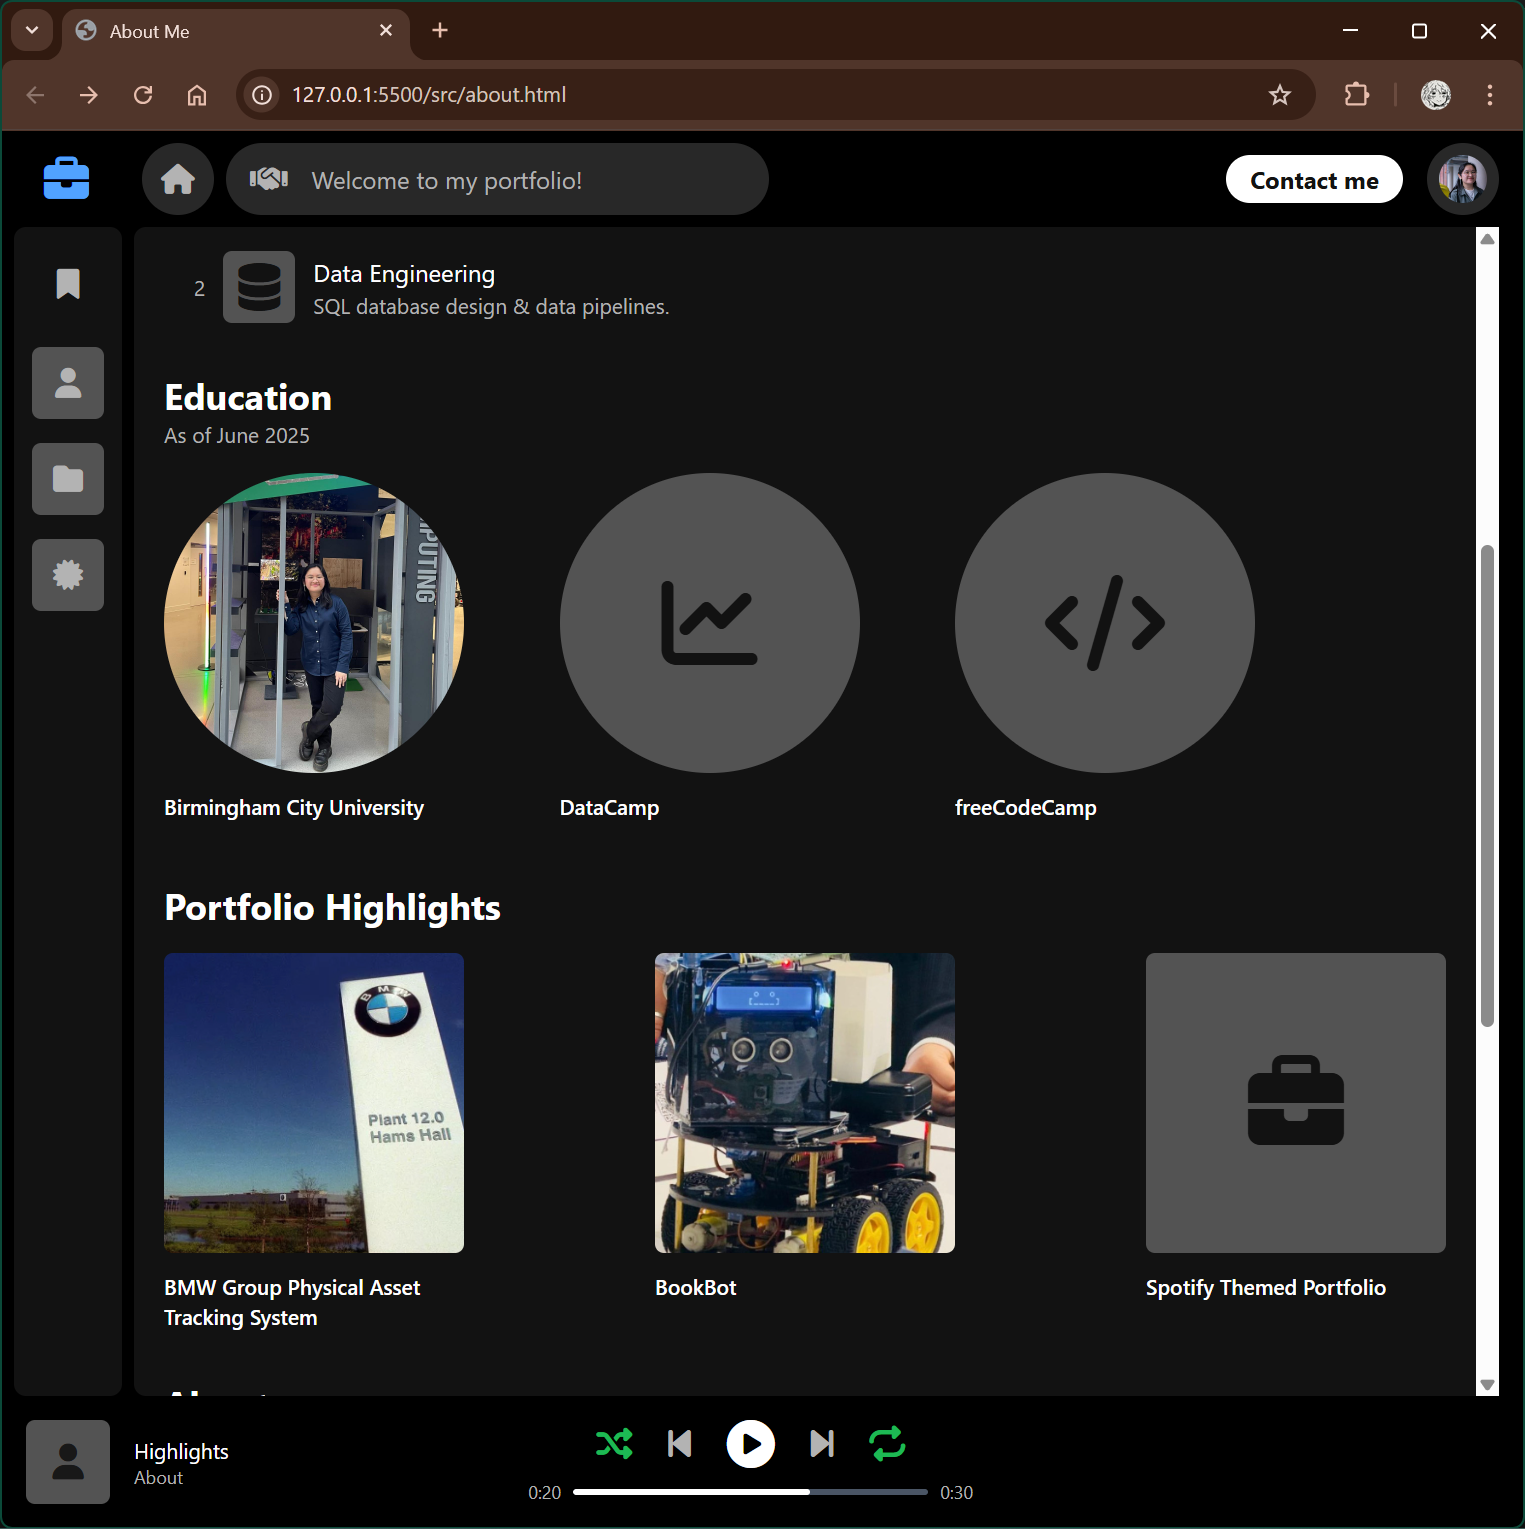 About Me
127.0.0.1:5500/src/about.html
Welcome to my portfolio!
Contact me
2
Data Engineering
SQL database design & data pipelines.
Education
As of June 2025
PUTING
Birmingham City University
DataCamp
freeCodeCamp
Portfolio Highlights
BMW
Plant 12.0
Hams Hall
BMW Group Physical Asset
Tracking System
BookBot
Spotify Themed Portfolio
Highlights
About
0:20
0:30